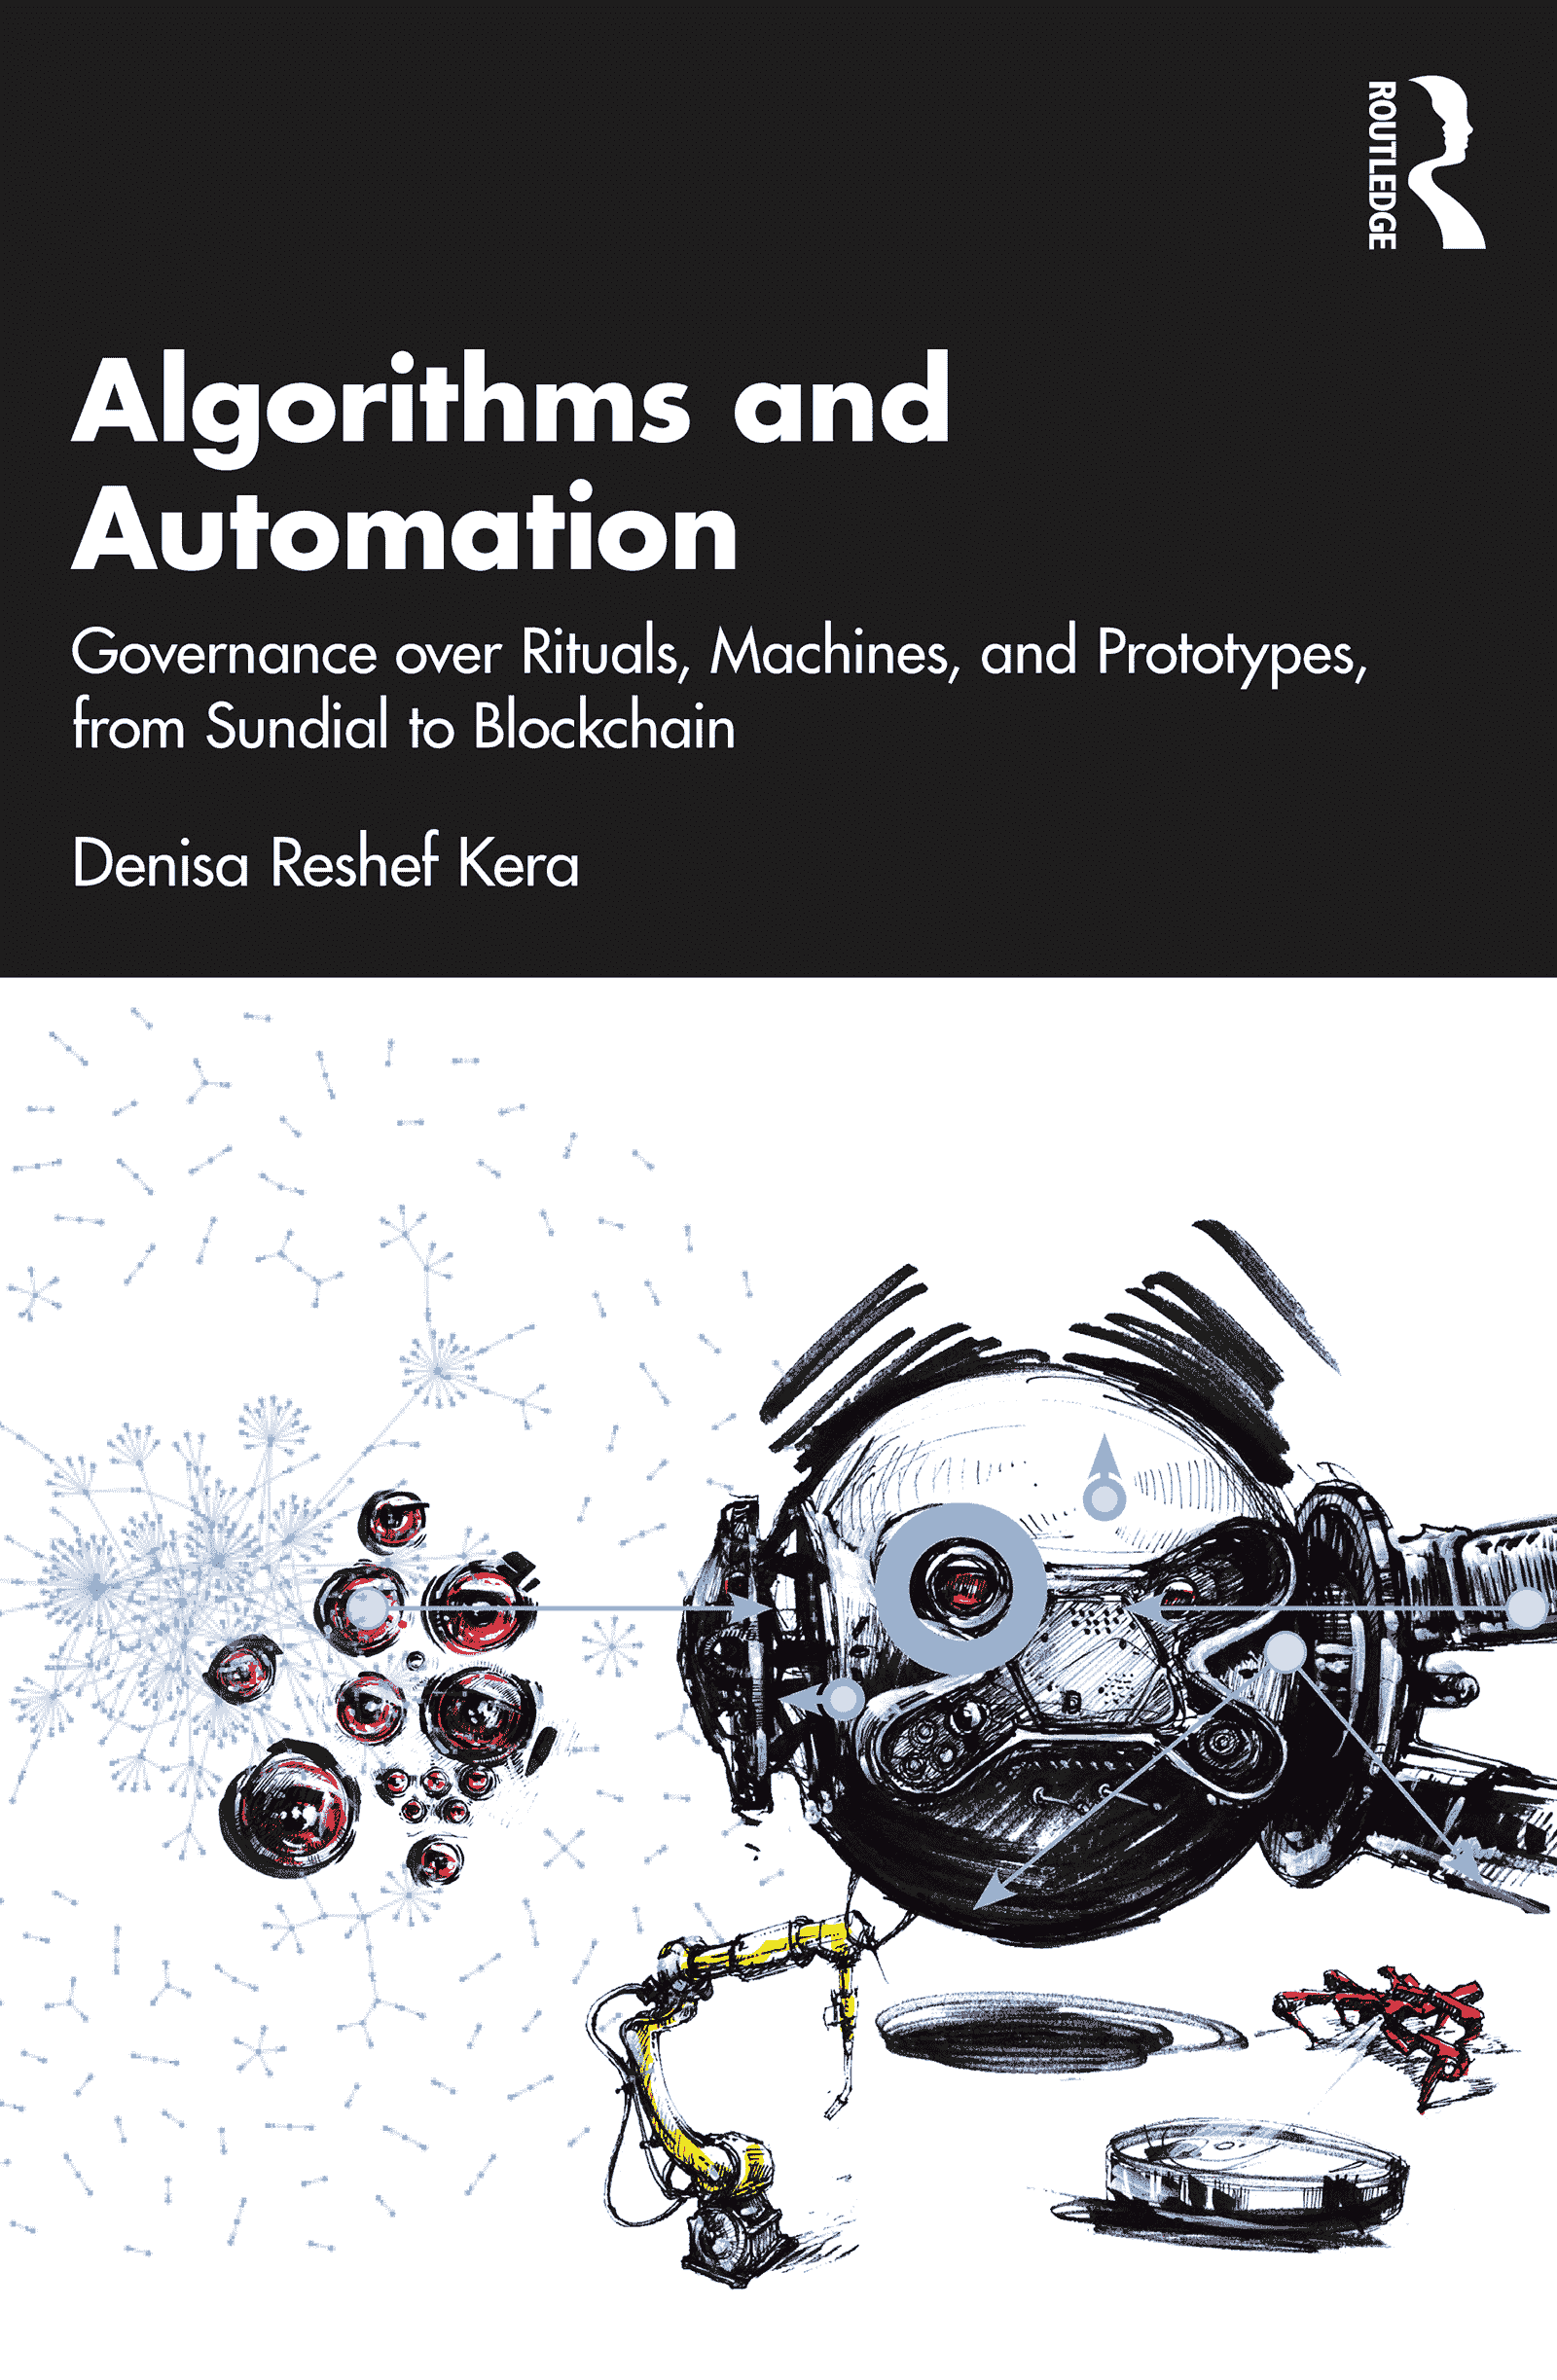 ROUTLEDGE
Algorithms and
Automation
Governance over Rituals, Machines, and Prototypes,
from Sundial to Blockchain
Denisa Reshef Kera